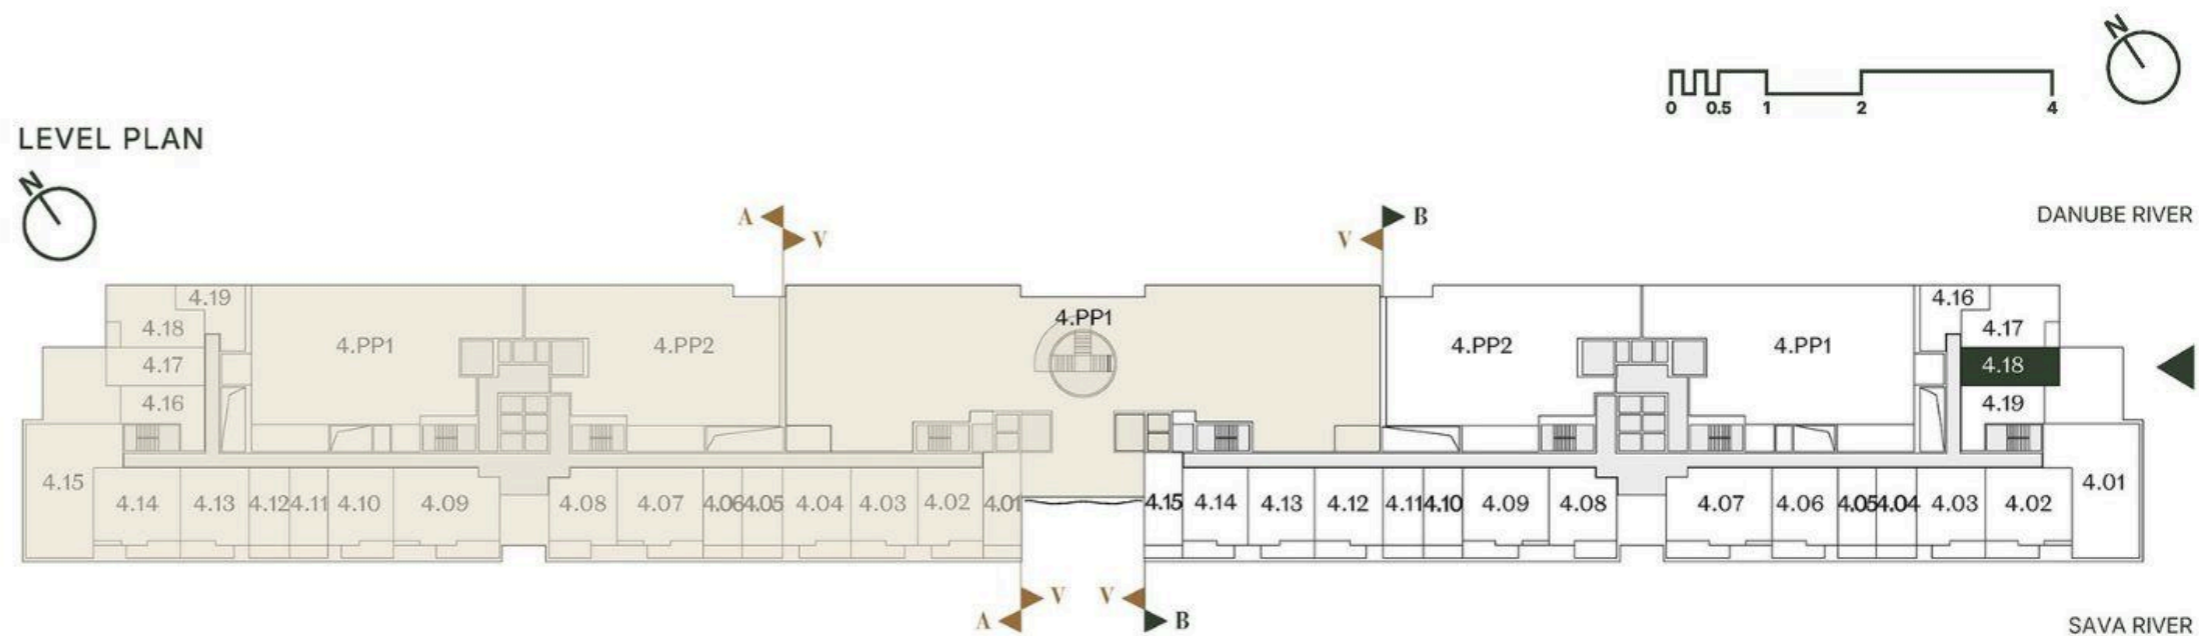 N
0 0.5 1 2 4
LEVEL PLAN
N
DANUBE RIVER
A V V B
4.19 4.16
4.18 4.PP1 4.17
4.PP1 4.PP2 4.PP2 4.PP1
4.17 4.18
4.16 4.19
4.15 4.01
4.14 4.13 4.12 4.11 4.10 4.09 4.08 4.07 4.06 4.05 4.04 4.03 4.02 4.01 4.15 4.14 4.13 4.12 4.11 4.10 4.09 4.08 4.07 4.06 4.05 4.04 4.03 4.02
V V
A B
SAVA RIVER